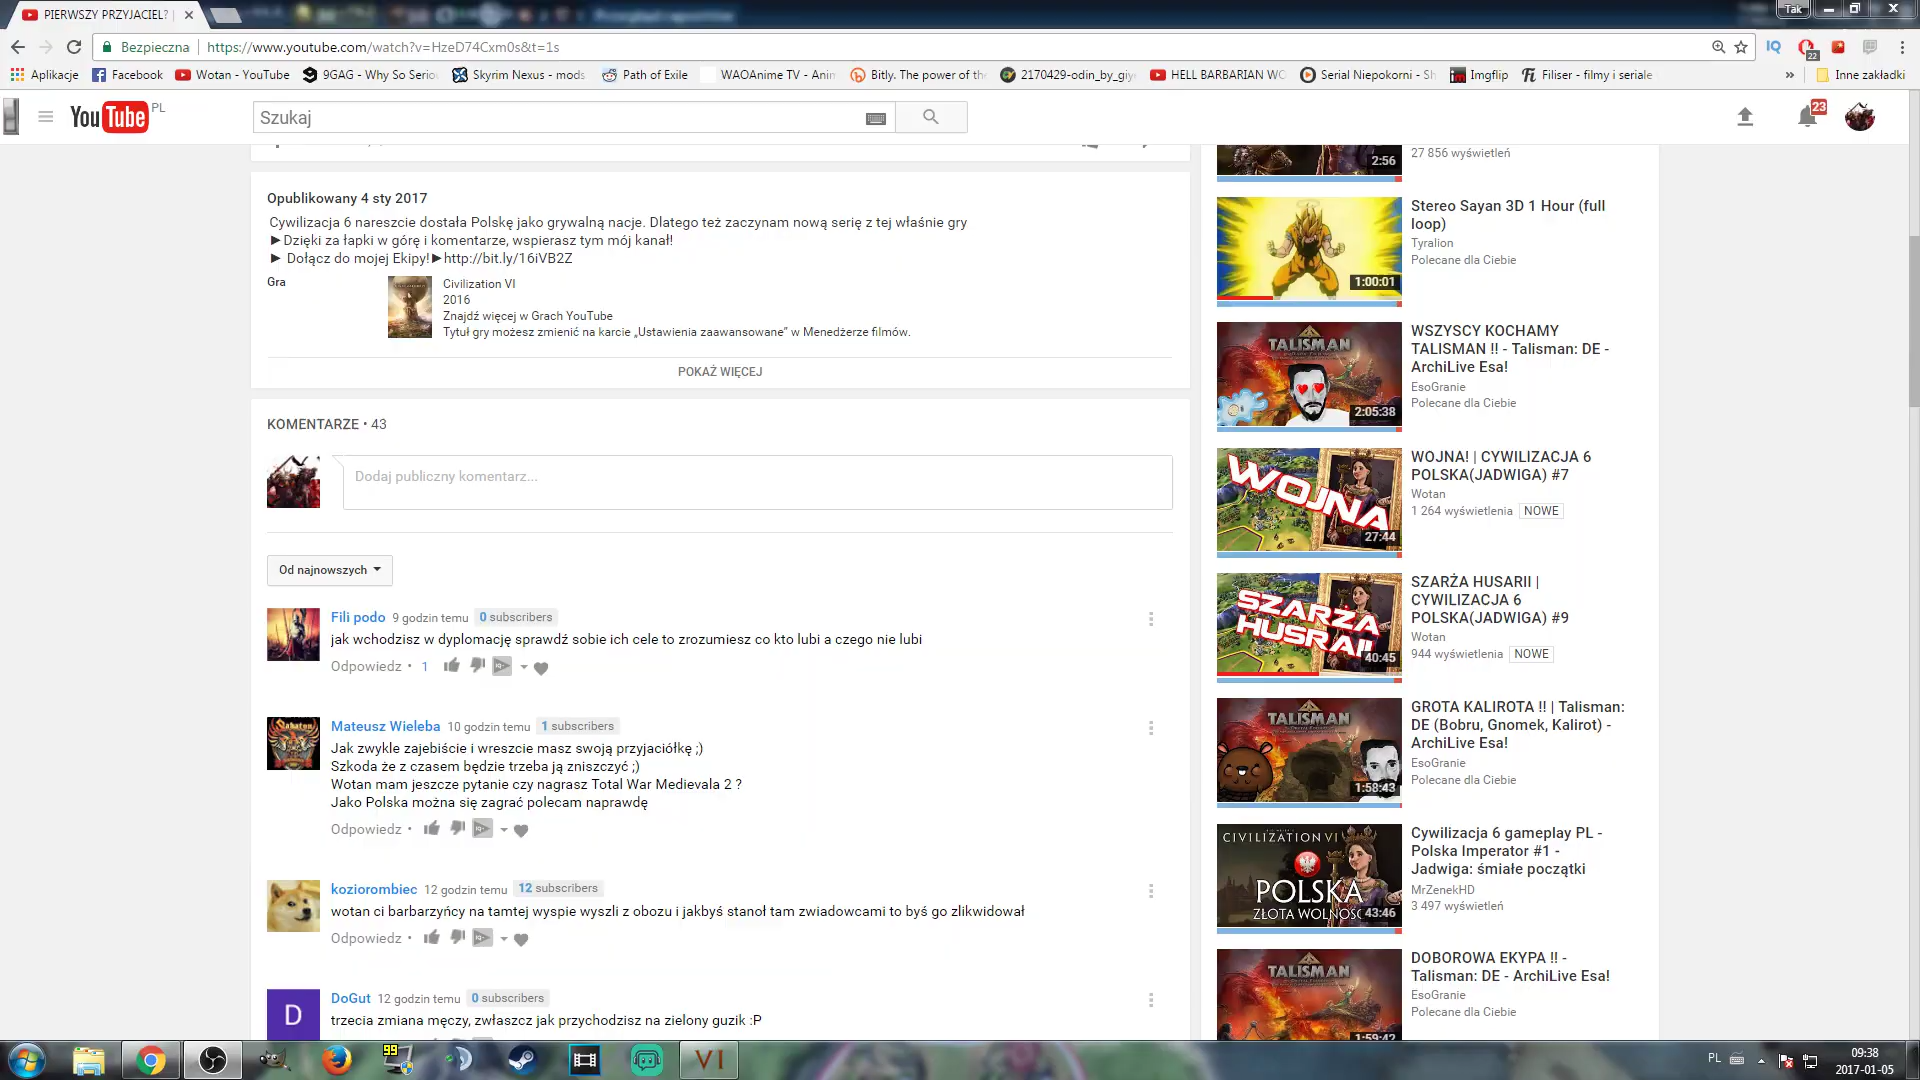 PIERWSZY PRZYJACIEL? |
Tak
Bezpieczna
https://www.youtube.com/watch?v=HzeD74Cxm0s&t=1s
22
Aplikacje
Facebook
Wotan - YouTube
9GAG - Why So Serio
Skyrim Nexus - mods
Path of Exile
WAOAnime TV - Anim
Bitly. The power of the
2170429-odin_by_giy
HELL BARBARIAN WO
Serial Niepokorni - Sh
Imgflip
Filiser - filmy i seriale
»
Inne zakładki
YouTube PL
Szukaj
23
Opublikowany 4 sty 2017
Cywilizacja 6 nareszcie dostała Polskę jako grywalną nacje. Dlatego też zaczynam nową serię z tej właśnie gry
►Dzięki za łapki w górę i komentarze, wspierasz tym mój kanał!
► Dołącz do mojej Ekipy!►http://bit.ly/16iVB2Z
Gra
Civilization VI
2016
Znajdź więcej w Grach YouTube
Tytuł gry możesz zmienić na karcie „Ustawienia zaawansowane” w Menedżerze filmów.
POKAŻ WIĘCEJ
KOMENTARZE • 43
Dodaj publiczny komentarz...
Od najnowszych
Fili podo 9 godzin temu 0 subscribers
jak wchodzisz w dyplomację sprawdź sobie ich cele to zrozumiesz co kto lubi a czego nie lubi
Odpowiedz • 1
Sabaton
Mateusz Wieleba 10 godzin temu 1 subscribers
Jak zwykle zajebiście i wreszcie masz swoją przyjaciółkę ;)
Szkoda że z czasem będzie trzeba ją zniszczyć ;)
Wotan mam jeszcze pytanie czy nagrasz Total War Medievala 2 ?
Jako Polska można się zagrać polecam naprawdę
Odpowiedz •
koziorombiec 12 godzin temu 12 subscribers
wotan ci barbarzyńcy na tamtej wyspie wyszli z obozu i jakbyś stanoł tam zwiadowcami to byś go zlikwidował
Odpowiedz •
D
DoGut 12 godzin temu 0 subscribers
trzecia zmiana męczy, zwłaszcz jak przychodzisz na zielony guzik :P
2:56
27 856 wyświetleń
1:00:01
Stereo Sayan 3D 1 Hour (full
loop)
Tyralion
Polecane dla Ciebie
TALISMAN
2:05:38
WSZYSCY KOCHAMY
TALISMAN !! - Talisman: DE -
ArchiLive Esa!
EsoGranie
Polecane dla Ciebie
WOJNA
27:44
WOJNA! | CYWILIZACJA 6
POLSKA(JADWIGA) #7
Wotan
1 264 wyświetlenia NOWE
SZARŻA
HUSRAII
40:45
SZARŻA HUSARII |
CYWILIZACJA 6
POLSKA(JADWIGA) #9
Wotan
944 wyświetlenia NOWE
TALISMAN
1:58:43
GROTA KALIROTA !! | Talisman:
DE (Bobru, Gnomek, Kalirot) -
ArchiLive Esa!
EsoGranie
Polecane dla Ciebie
CIVILIZATION VI
POLSKA
ZŁOTA WOLNOŚĆ
43:46
Cywilizacja 6 gameplay PL -
Polska Imperator #1 -
Jadwiga: śmiałe początki
MrZenekHD
3 497 wyświetleń
TALISMAN
1:59:42
DOBOROWA EKYPA !! -
Talisman: DE - ArchiLive Esa!
EsoGranie
Polecane dla Ciebie
99
VI
PL
09:38
2017-01-05